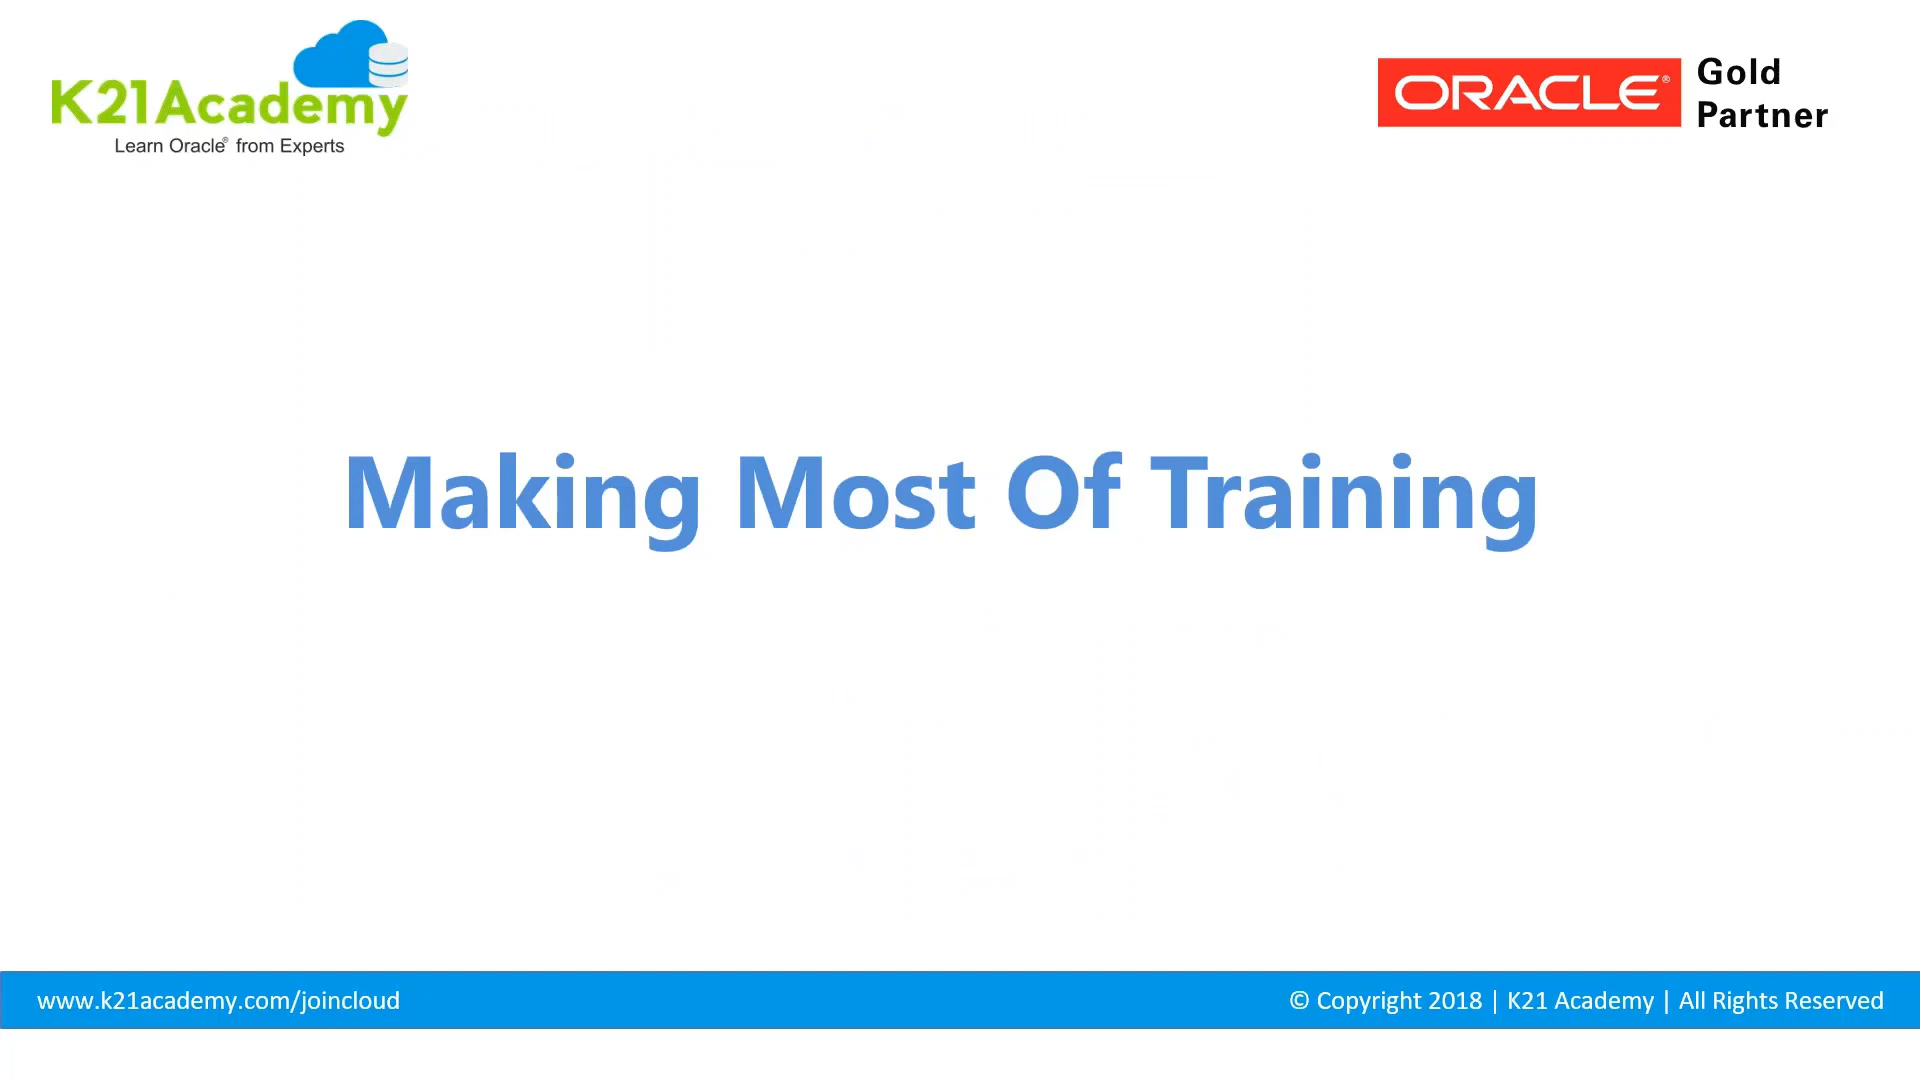 K21Academy
Learn Oracle® from Experts
ORACLE®
Gold
Partner
Making Most Of Training
www.k21academy.com/joincloud
© Copyright 2018 | K21 Academy | All Rights Reserved